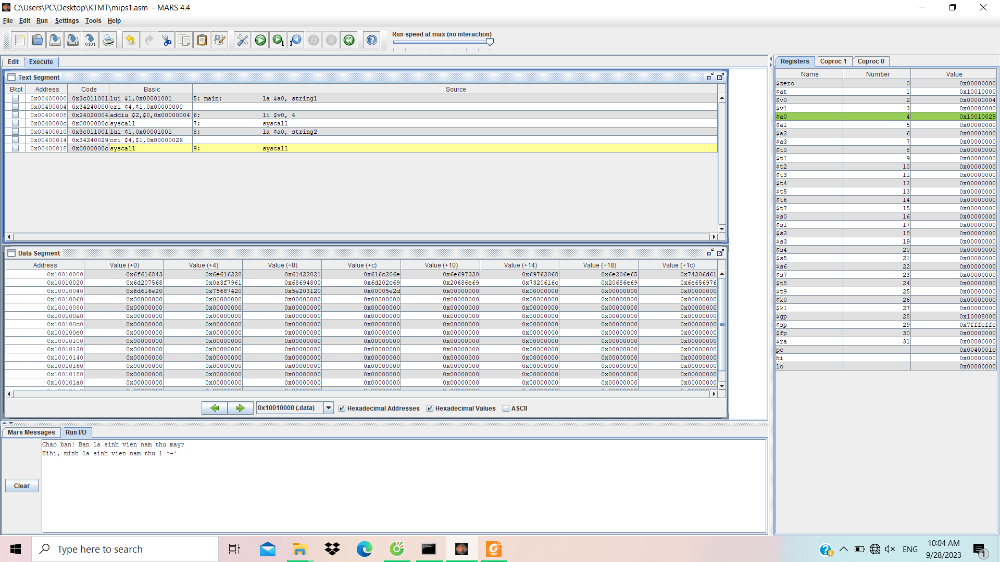 C:\Users\PC\Desktop\KTMT\mips1.asm - MARS 4.4
File Edit Run Settings Tools Help
Run speed at max (no interaction)
Edit Execute
Text Segment
Bkpt Address Code Basic Source
0x00400000 0x3c011001 lui $1,0x00001001 5: main: la $a0, string1
0x00400004 0x34240000 ori $4,$1,0x00000000
0x00400008 0x24020004 addiu $2,$0,0x00000004 6: li $v0, 4
0x0040000c 0x0000000c syscall 7: syscall
0x00400010 0x3c011001 lui $1,0x00001001 8: la $a0, string2
0x00400014 0x34240029 ori $4,$1,0x00000029
0x00400018 0x0000000c syscall 9: syscall
Data Segment
Address Value (+0) Value (+4) Value (+8) Value (+c) Value (+10) Value (+14) Value (+18) Value (+1c)
0x10010000 0x6f616843 0x6e616220 0x61422021 0x616c206e 0x6e697320 0x69762068 0x6e206e65 0x74206d61
0x10010020 0x6d207568 0x0a3f7961 0x68694800 0x6d202c69 0x20686e69 0x7320616c 0x20686e69 0x6e656976
0x10010040 0x6d616e20 0x75687420 0x5e203120 0x00005e2d 0x00000000 0x00000000 0x00000000 0x00000000
0x10010060 0x00000000 0x00000000 0x00000000 0x00000000 0x00000000 0x00000000 0x00000000 0x00000000
0x10010080 0x00000000 0x00000000 0x00000000 0x00000000 0x00000000 0x00000000 0x00000000 0x00000000
0x100100a0 0x00000000 0x00000000 0x00000000 0x00000000 0x00000000 0x00000000 0x00000000 0x00000000
0x100100c0 0x00000000 0x00000000 0x00000000 0x00000000 0x00000000 0x00000000 0x00000000 0x00000000
0x100100e0 0x00000000 0x00000000 0x00000000 0x00000000 0x00000000 0x00000000 0x00000000 0x00000000
0x10010100 0x00000000 0x00000000 0x00000000 0x00000000 0x00000000 0x00000000 0x00000000 0x00000000
0x10010120 0x00000000 0x00000000 0x00000000 0x00000000 0x00000000 0x00000000 0x00000000 0x00000000
0x10010140 0x00000000 0x00000000 0x00000000 0x00000000 0x00000000 0x00000000 0x00000000 0x00000000
0x10010160 0x00000000 0x00000000 0x00000000 0x00000000 0x00000000 0x00000000 0x00000000 0x00000000
0x10010180 0x00000000 0x00000000 0x00000000 0x00000000 0x00000000 0x00000000 0x00000000 0x00000000
0x100101a0 0x00000000 0x00000000 0x00000000 0x00000000 0x00000000 0x00000000 0x00000000 0x00000000
0x10010000 (.data) Hexadecimal Addresses Hexadecimal Values ASCII
Mars Messages Run I/O
Chao ban! Ban la sinh vien nam thu may?
Hihi, minh la sinh vien nam thu 1 ^-^
Clear
Registers Coproc 1 Coproc 0
Name Number Value
$zero 0 0x00000000
$at 1 0x10010000
$v0 2 0x00000004
$v1 3 0x00000000
$a0 4 0x10010029
$a1 5 0x00000000
$a2 6 0x00000000
$a3 7 0x00000000
$t0 8 0x00000000
$t1 9 0x00000000
$t2 10 0x00000000
$t3 11 0x00000000
$t4 12 0x00000000
$t5 13 0x00000000
$t6 14 0x00000000
$t7 15 0x00000000
$s0 16 0x00000000
$s1 17 0x00000000
$s2 18 0x00000000
$s3 19 0x00000000
$s4 20 0x00000000
$s5 21 0x00000000
$s6 22 0x00000000
$s7 23 0x00000000
$t8 24 0x00000000
$t9 25 0x00000000
$k0 26 0x00000000
$k1 27 0x00000000
$gp 28 0x10008000
$sp 29 0x7fffeffc
$fp 30 0x00000000
$ra 31 0x00000000
pc 0x0040001c
hi 0x00000000
lo 0x00000000
Type here to search
ENG
10:04 AM
9/28/2023
1